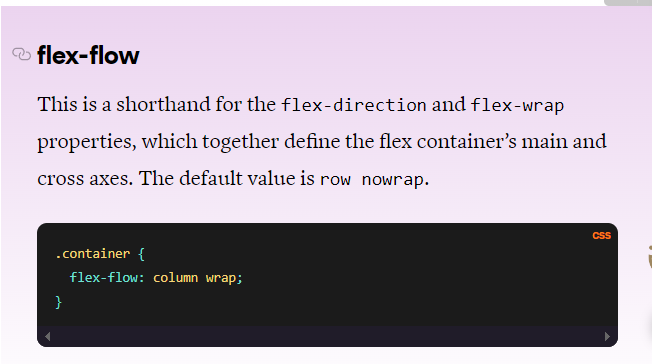 flex-flow
This is a shorthand for the flex-direction and flex-wrap
properties, which together define the flex container’s main and
cross axes. The default value is row nowrap.
CSS
.container {
  flex-flow: column wrap;
}